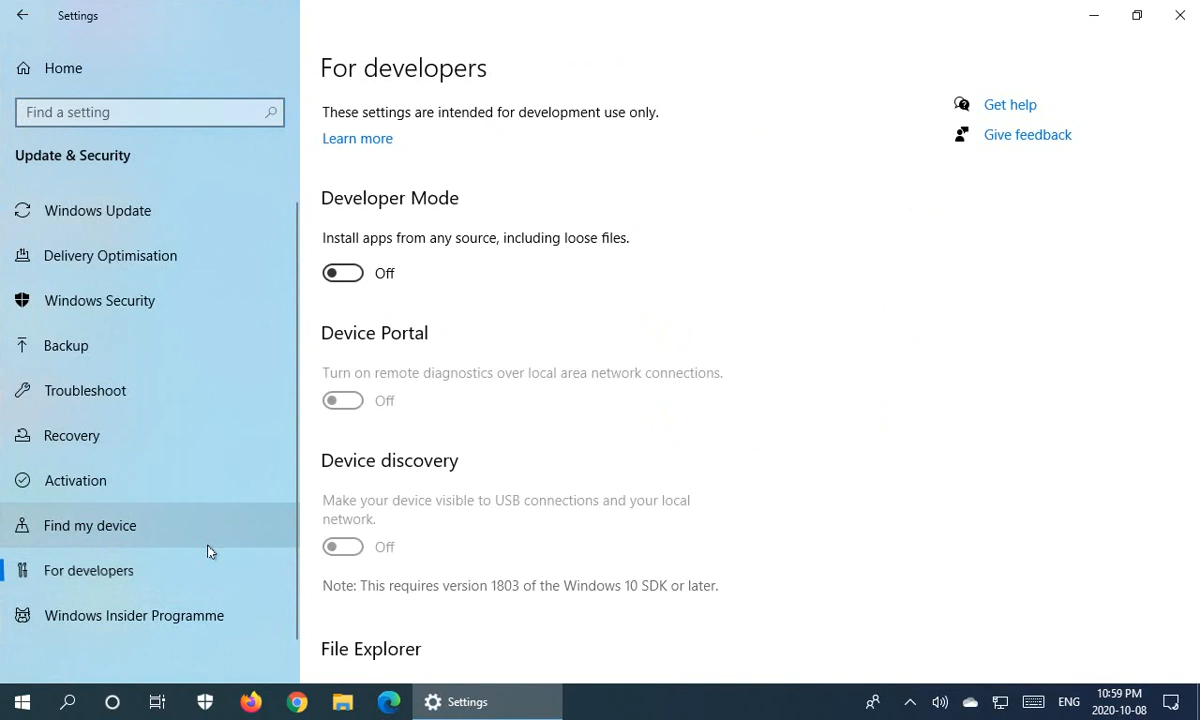 Settings
Home
Find a setting
Update & Security
Windows Update
Delivery Optimisation
Windows Security
Backup
Troubleshoot
Recovery
Activation
Find my device
For developers
Windows Insider Programme
For developers
These settings are intended for development use only.
Learn more
Developer Mode
Install apps from any source, including loose files.
Off
Device Portal
Turn on remote diagnostics over local area network connections.
Off
Device discovery
Make your device visible to USB connections and your local
network.
Off
Note: This requires version 1803 of the Windows 10 SDK or later.
File Explorer
Get help
Give feedback
Settings
ENG
10:59 PM
2020-10-08